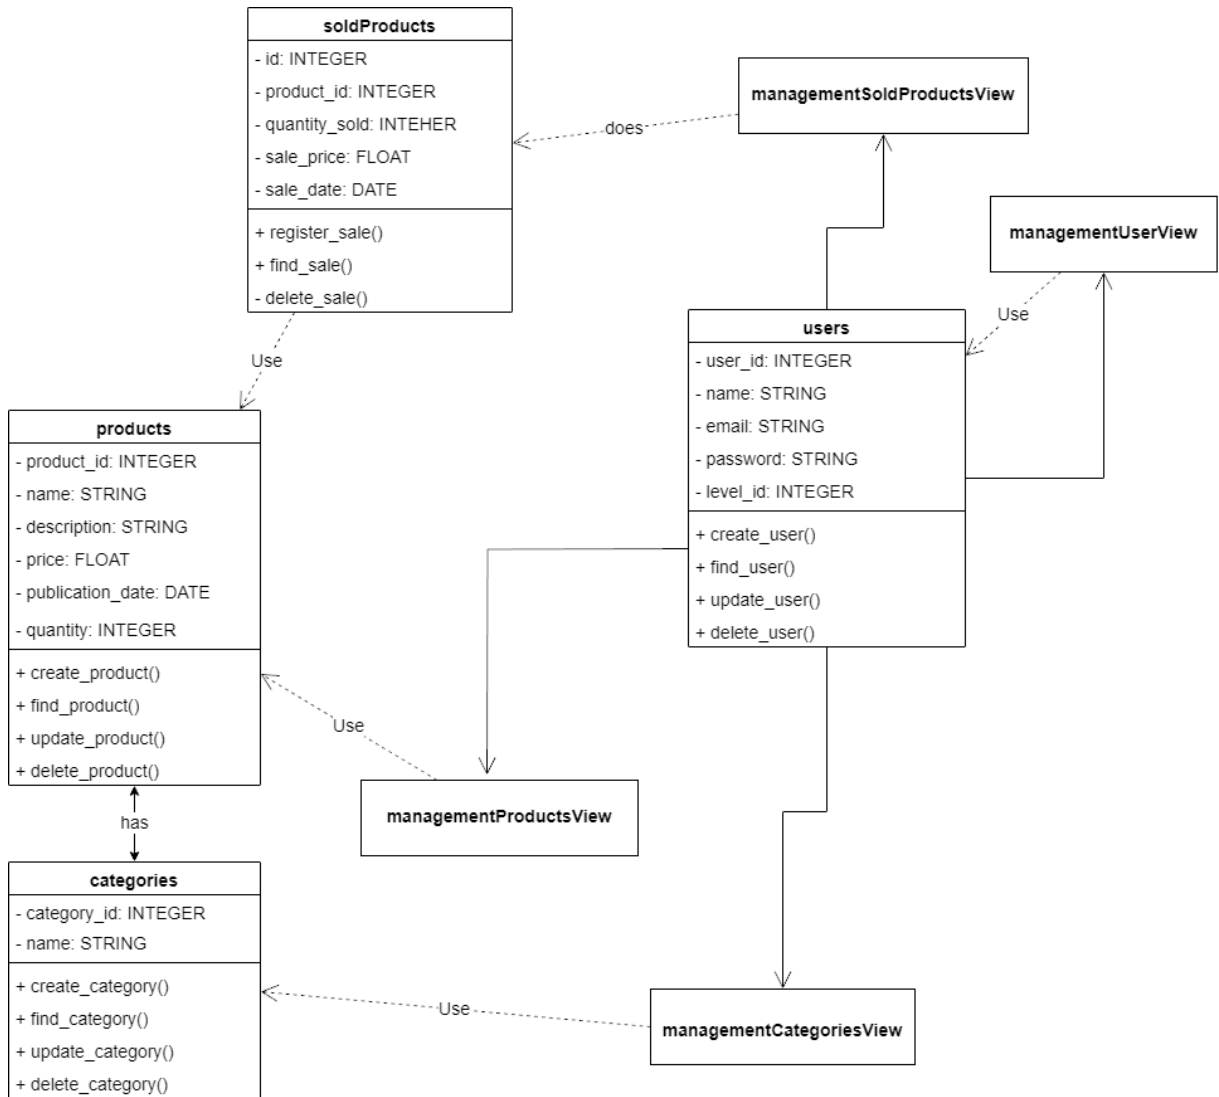 soldProducts
- id: INTEGER
- product_id: INTEGER
- quantity_sold: INTEHER
- sale_price: FLOAT
- sale_date: DATE
+ register_sale()
+ find_sale()
- delete_sale()
does
managementSoldProductsView
managementUserView
Use
users
- user_id: INTEGER
- name: STRING
- email: STRING
- password: STRING
- level_id: INTEGER
+ create_user()
+ find_user()
+ update_user()
+ delete_user()
Use
products
- product_id: INTEGER
- name: STRING
- description: STRING
- price: FLOAT
- publication_date: DATE
- quantity: INTEGER
+ create_product()
+ find_product()
+ update_product()
+ delete_product()
Use
managementProductsView
has
categories
- category_id: INTEGER
- name: STRING
+ create_category()
+ find_category()
+ update_category()
+ delete_category()
Use
managementCategoriesView